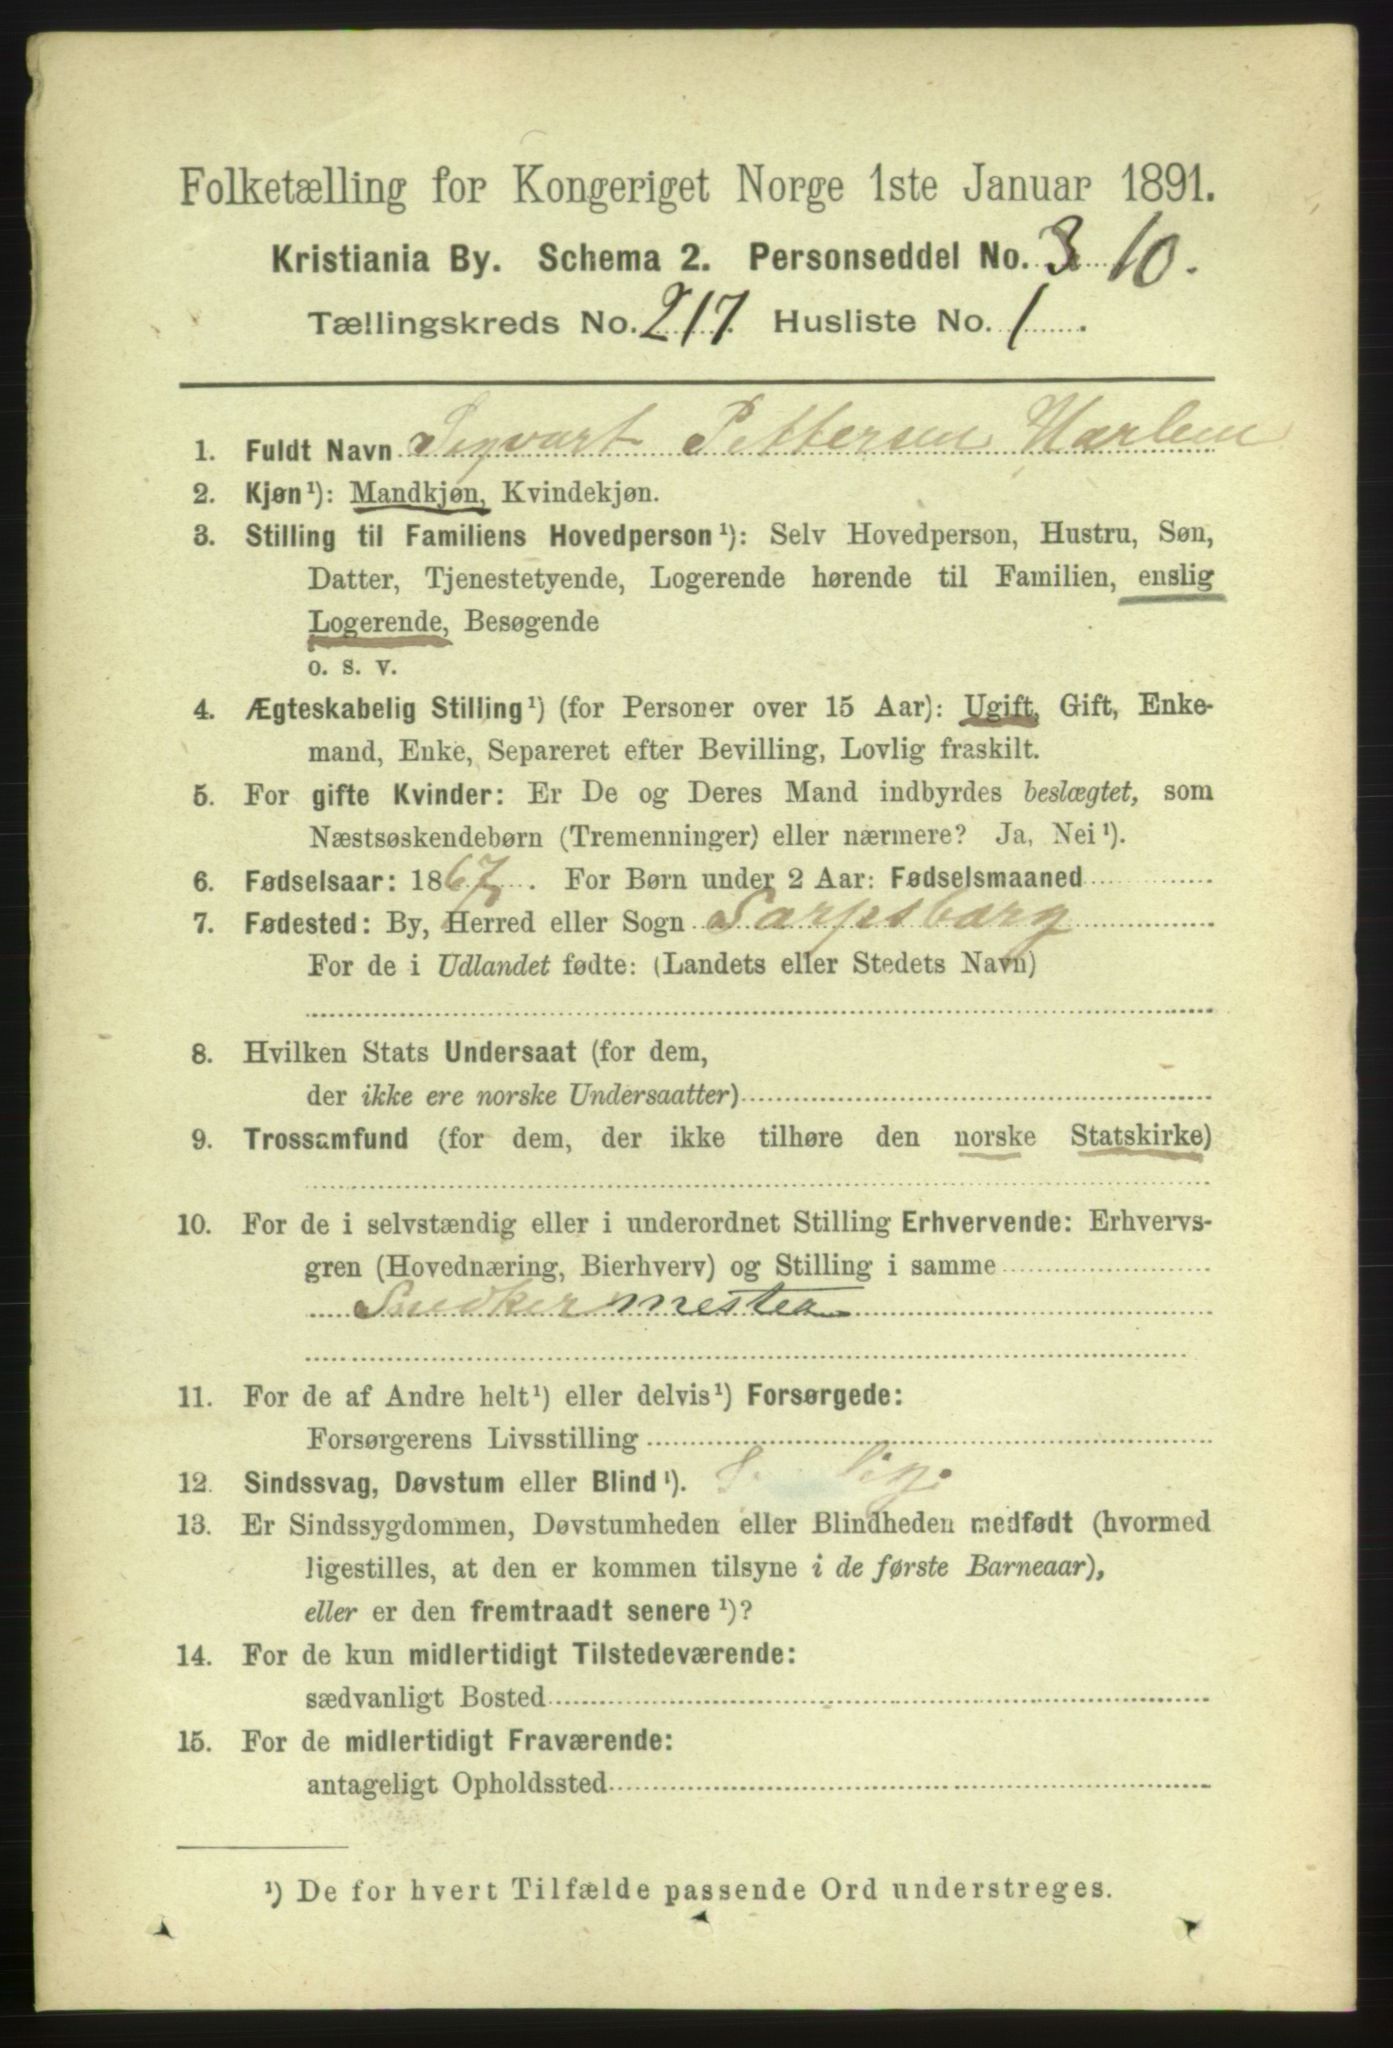 Folketælling for Kongeriget Norge 1ste Januar 1891.
Kristiania By. Schema 2. Personseddel No. 3 10.
Tællingskreds No. 217. Husliste No. 1.
1. Fuldt Navn Sigvart Pettersen Harlem
2. Kjøn¹): Mandkjøn, Kvindekjøn.
3. Stilling til Familiens Hovedperson¹): Selv Hovedperson, Hustru, Søn,
Datter, Tjenestetyende, Logerende hørende til Familien, enslig
Logerende, Besøgende
o. s. v.
4. Ægteskabelig Stilling¹) (for Personer over 15 Aar): Ugift, Gift, Enke-
mand, Enke, Separeret efter Bevilling, Lovlig fraskilt.
5. For gifte Kvinder: Er De og Deres Mand indbyrdes beslægtet, som
Næstsøskendebørn (Tremenninger) eller nærmere? Ja, Nei¹).
6. Fødselsaar: 1867. For Børn under 2 Aar: Fødselsmaaned
7. Fødested: By, Herred eller Sogn Sarpsborg
For de i Udlandet fødte: (Landets eller Stedets Navn)
8. Hvilken Stats Undersaat (for dem,
der ikke ere norske Undersaatter)
9. Trossamfund (for dem, der ikke tilhøre den norske Statskirke)
10. For de i selvstændig eller i underordnet Stilling Erhvervende: Erhvervs-
gren (Hovednæring, Bierhverv) og Stilling i samme
Snedkermester
11. For de af Andre helt¹) eller delvis¹) Forsørgede:
Forsørgerens Livsstilling
12. Sindssvag, Døvstum eller Blind¹).
13. Er Sindssygdommen, Døvstumheden eller Blindheden medfødt (hvormed
ligestilles, at den er kommen tilsyne i de første Barneaar),
eller er den fremtraadt senere¹)?
14. For de kun midlertidigt Tilstedeværende:
sædvanligt Bosted
15. For de midlertidigt Fraværende:
antageligt Opholdssted
¹) De for hvert Tilfælde passende Ord understreges.